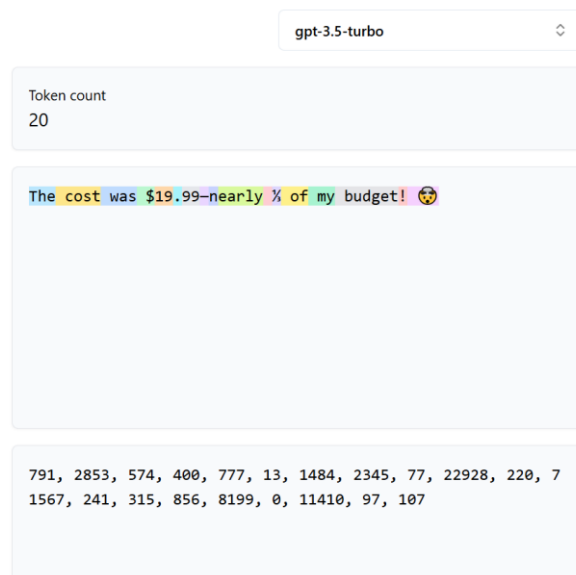 gpt-3.5-turbo
Token count
20
The cost was $19.99—nearly ⅓ of my budget! 🤯
791, 2853, 574, 400, 777, 13, 1484, 2345, 77, 22928, 220, 7
1567, 241, 315, 856, 8199, 0, 11410, 97, 107